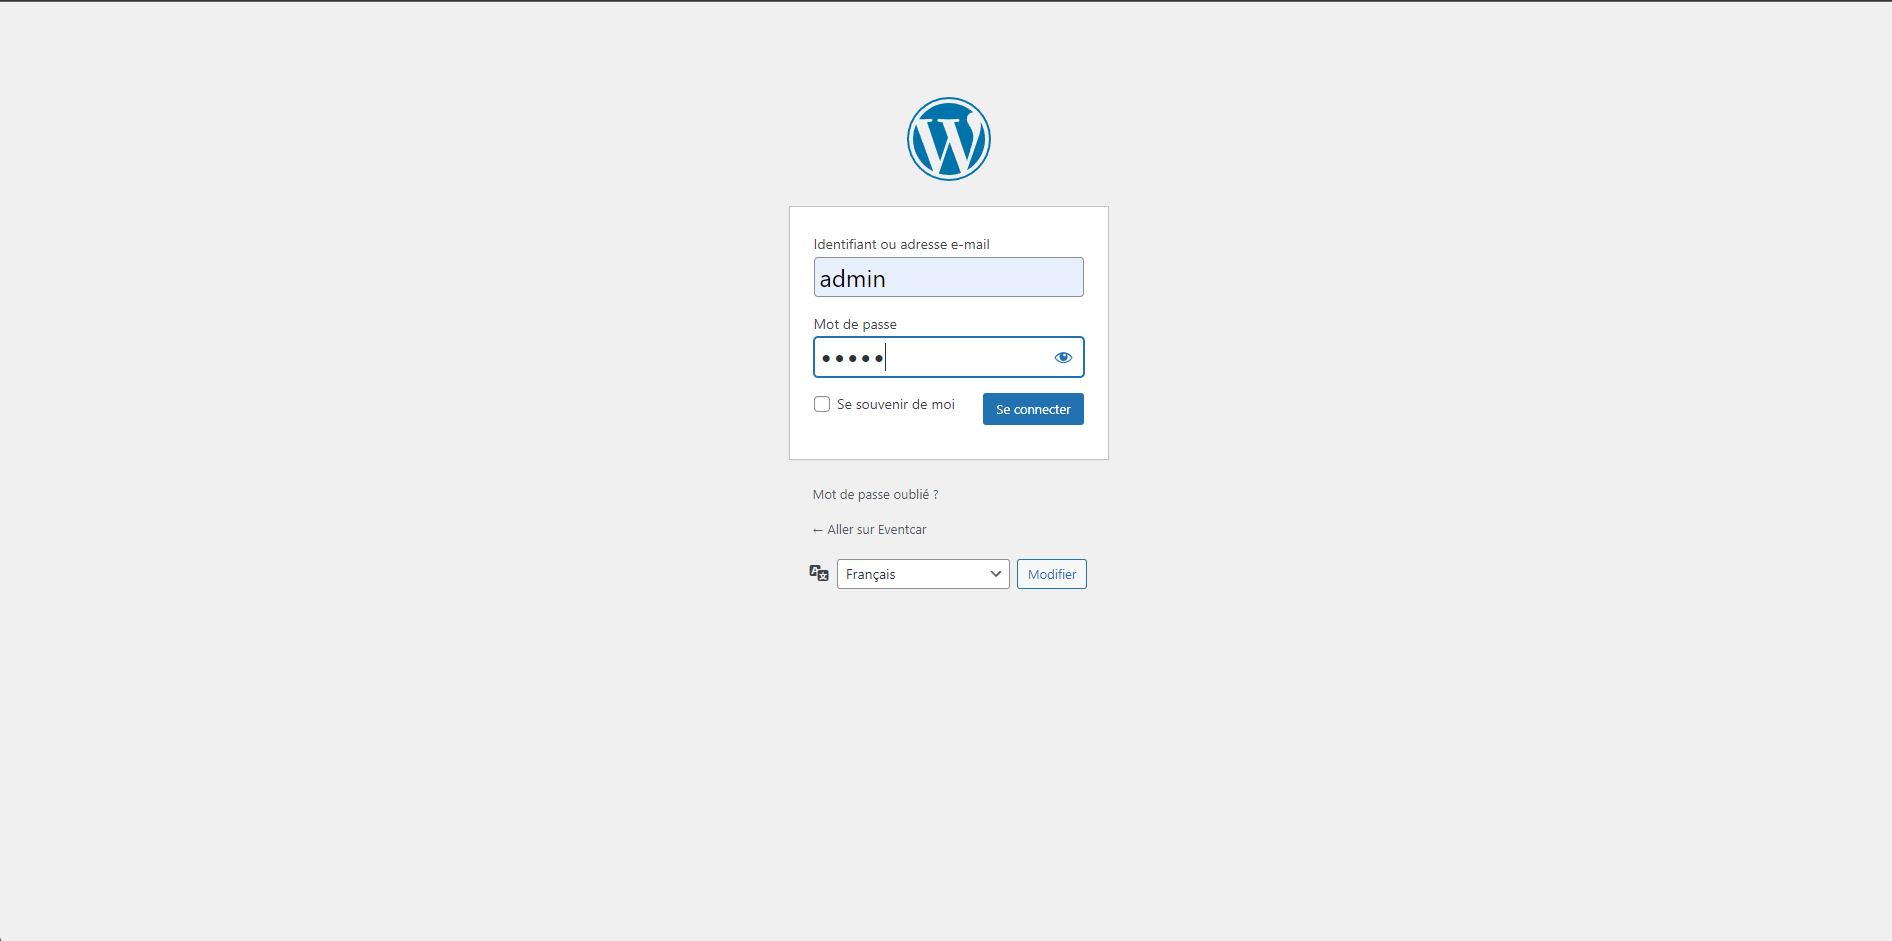 Identifiant ou adresse e-mail
admin
Mot de passe
•••••
Se souvenir de moi
Se connecter
Mot de passe oublié ?
← Aller sur Eventcar
Français
Modifier